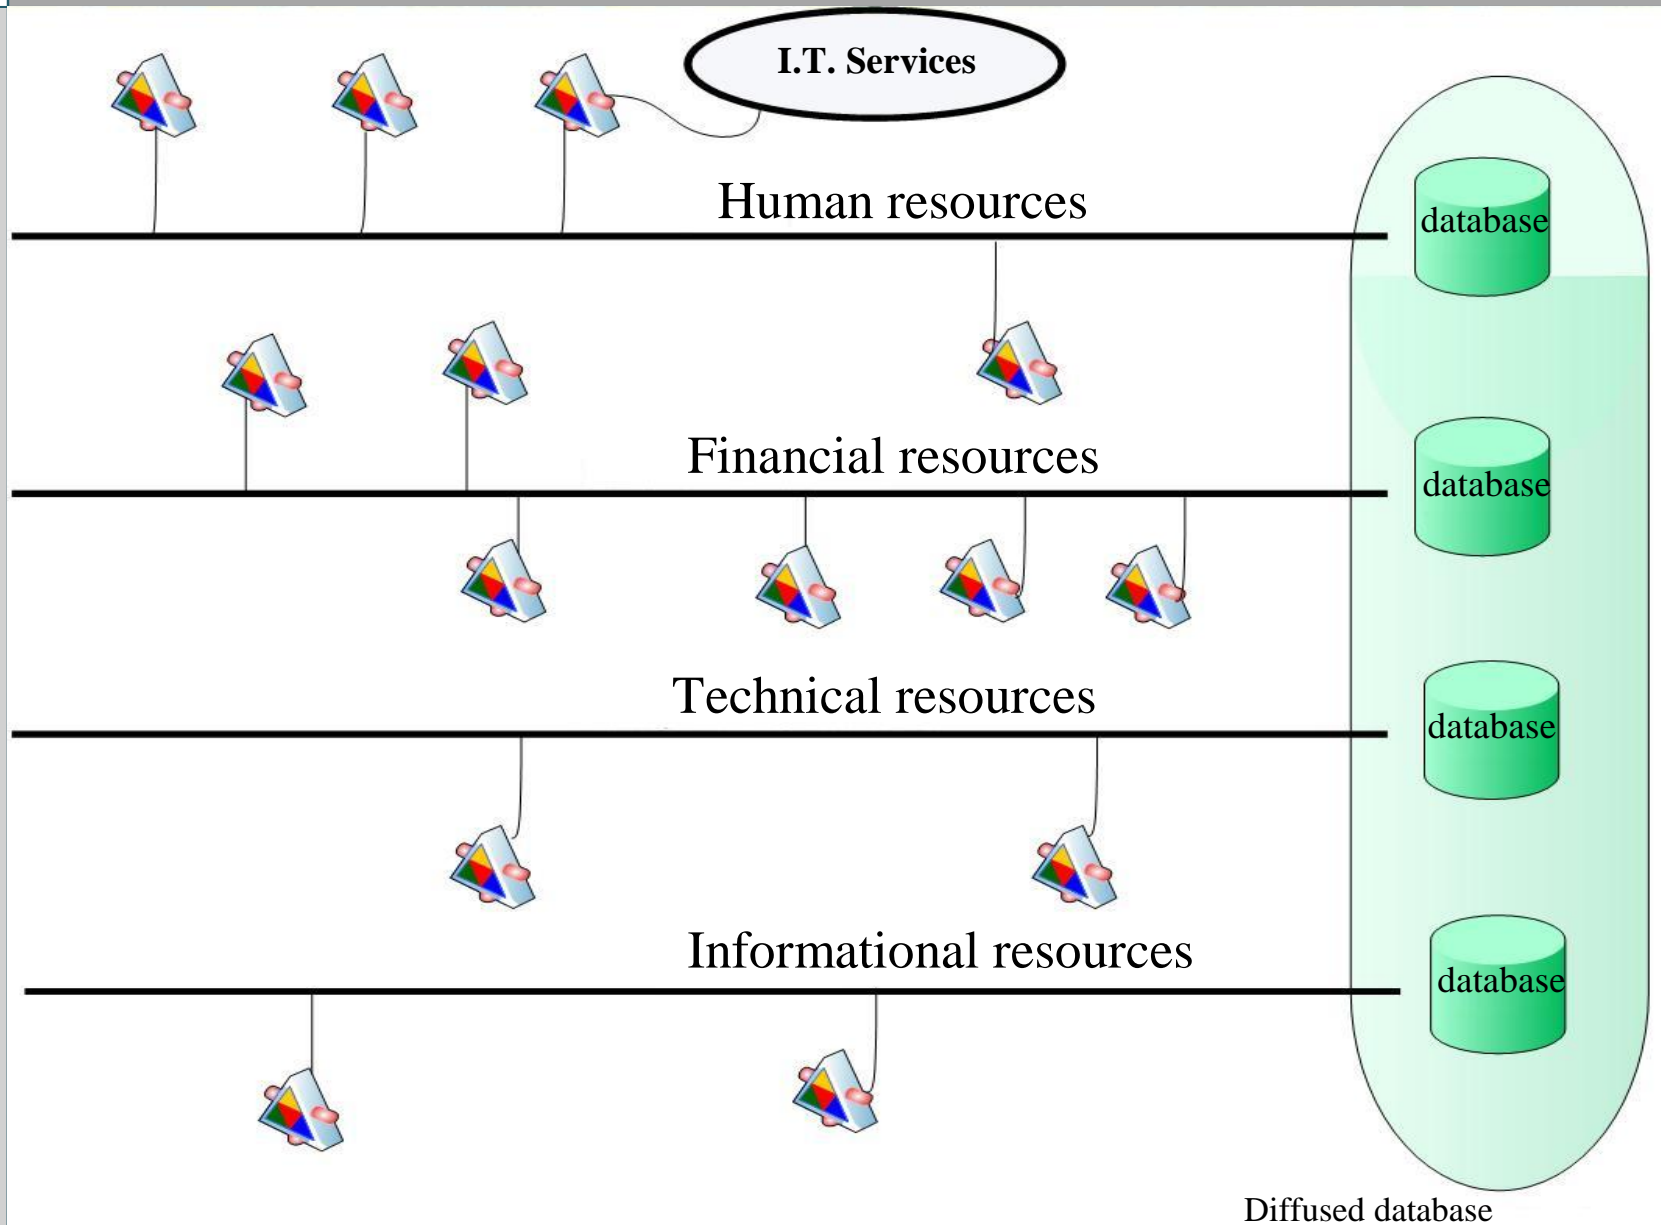 I.T. Services
Human resources
database
Financial resources
database
Technical resources
database
Informational resources
database
Diffused database